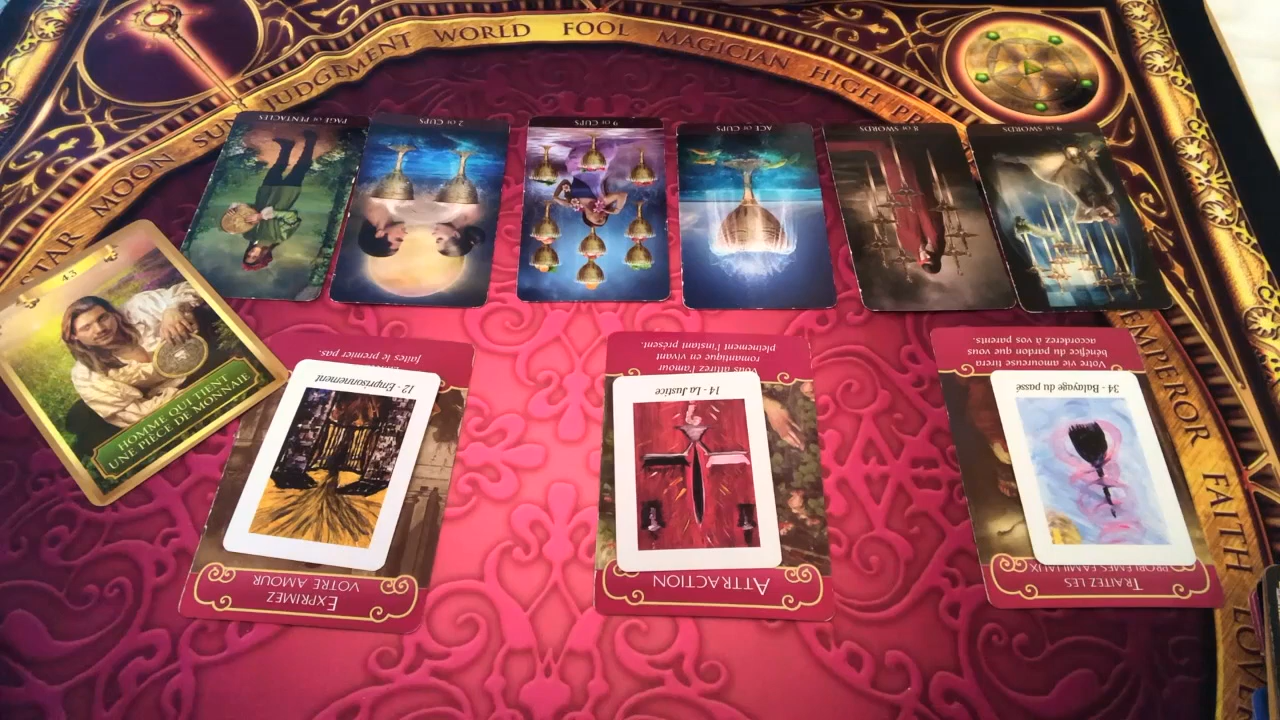 STAR MOON SUN JUDGEMENT WORLD FOOL MAGICIAN HIGH
EMPEROR FAITH
PAGE OF PENTACLES
2 OF CUPS
9 OF CUPS
ACE OF CUPS
8 OF SWORDS
9 OF SWORDS
43
HOMME QUI TIENT
UNE PIÈCE DE MONNAIE
EXPRIMEZ
VOTRE AMOUR
faites le premier pas.
12 - Emprisonnement
ATTRACTION
Vous attirez l'amour
romantique en vivant
pleinement l'instant présent.
14 - La Justice
TRAITEZ LES
PROBLÈMES FAMILIAUX
Votre vie amoureuse tirera
bénéfice du pardon que vous
accorderez à vos parents.
34 - Balayage du passé